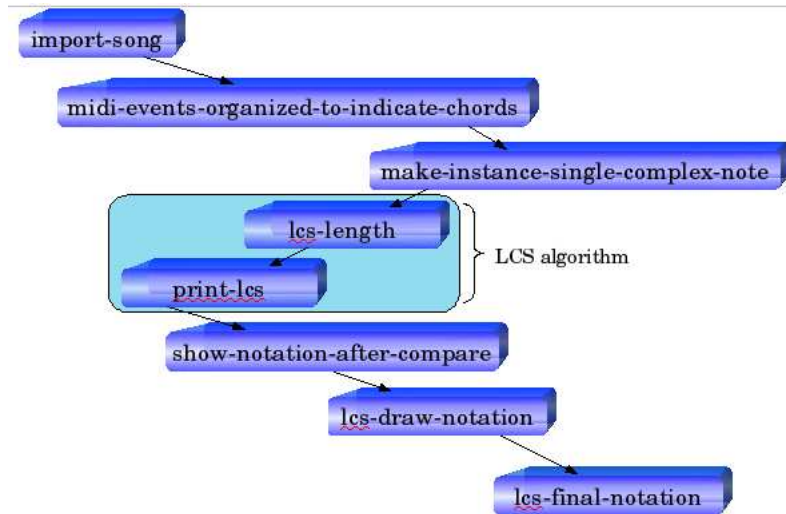 import-song
midi-events-organized-to-indicate-chords
make-instance-single-complex-note
lcs-length
LCS algorithm
print-lcs
show-notation-after-compare
lcs-draw-notation
lcs-final-notation